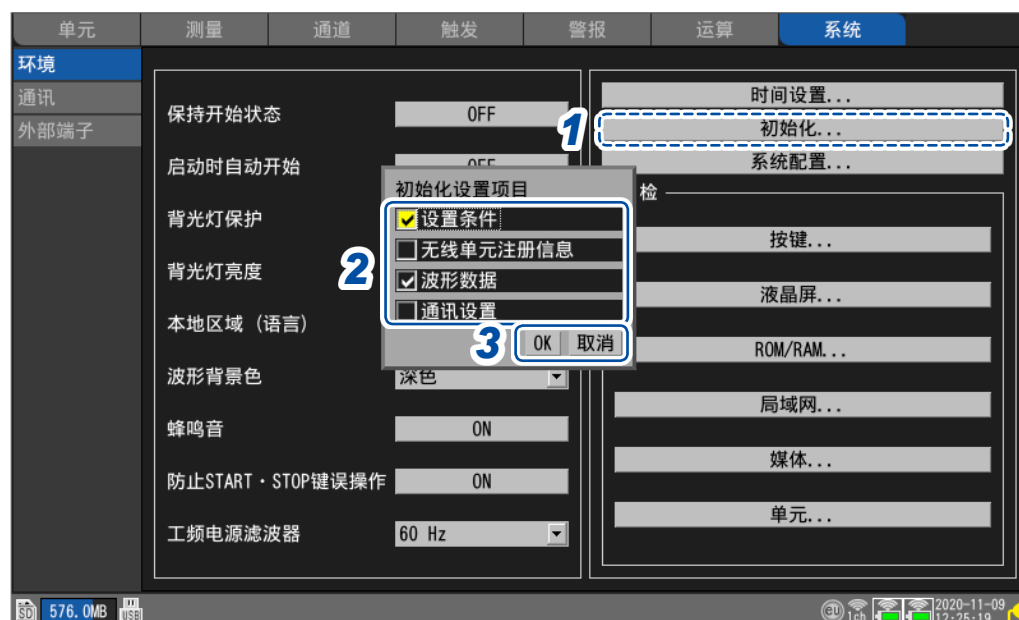 单元 测量 通道 触发 警报 运算 系统
环境
通讯
外部端子
保持开始状态 OFF
启动时自动开始 OFF
背光灯保护
背光灯亮度
本地区域（语言）
波形背景色 深色
蜂鸣音 ON
防止START・STOP键误操作 ON
工频电源滤波器 60 Hz
1
时间设置...
初始化...
系统配置...
检
按键...
液晶屏...
ROM/RAM...
局域网...
媒体...
单元...
初始化设置项目
2
设置条件
无线单元注册信息
波形数据
通讯设置
3
OK 取消
SD 576.0MB USB
EU 1ch 2020-11-09
12:25:19